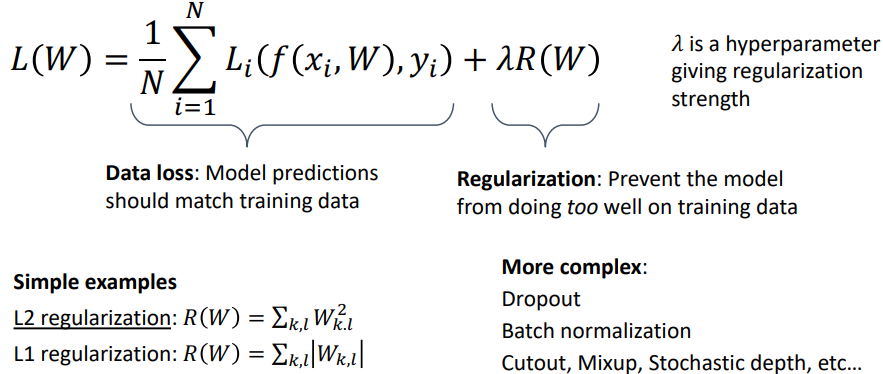 L(W) = 1/N ∑_{i=1}^{N} L_i(f(x_i, W), y_i) + λR(W)
λ is a hyperparameter
giving regularization
strength
Data loss: Model predictions
should match training data
Regularization: Prevent the model
from doing too well on training data
Simple examples
L2 regularization: R(W) = ∑_{k,l} W_{k.l}^2
L1 regularization: R(W) = ∑_{k,l} |W_{k,l}|
More complex:
Dropout
Batch normalization
Cutout, Mixup, Stochastic depth, etc…